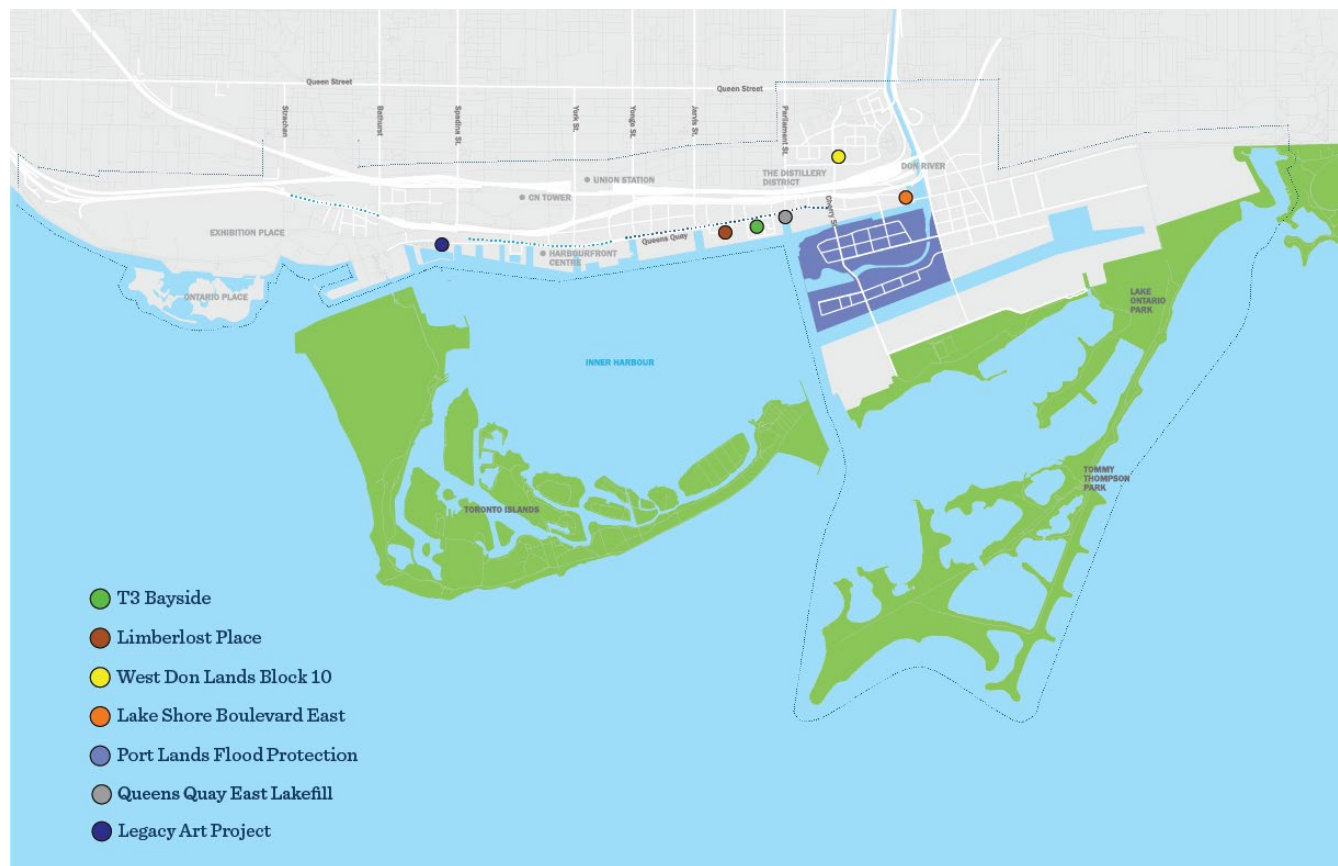 Queen Street
Queen Street
Strachan
Bathurst
Spadina St.
York St.
Yonge St.
Jarvis St.
Parliament St.
UNION STATION
CN TOWER
THE DISTILLERY
DISTRICT
DON RIVER
Cherry St.
EXHIBITION PLACE
Queens Quay
HARBOURFRONT
CENTRE
ONTARIO PLACE
LAKE
ONTARIO
PARK
INNER HARBOUR
TOMMY
THOMPSON
PARK
TORONTO ISLANDS
T3 Bayside
Limberlost Place
West Don Lands Block 10
Lake Shore Boulevard East
Port Lands Flood Protection
Queens Quay East Lakefill
Legacy Art Project